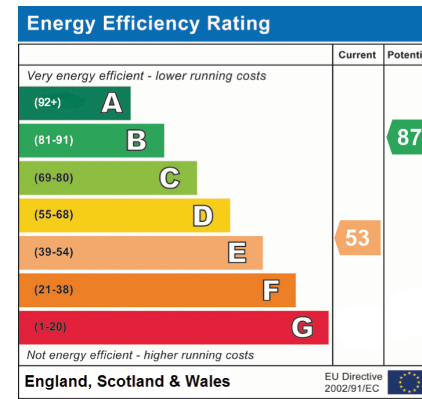 Energy Efficiency Rating
Current Potenti
Very energy efficient - lower running costs
(92+) A
(81-91) B
87
(69-80) C
(55-68) D
(39-54) E
53
(21-38) F
(1-20) G
Not energy efficient - higher running costs
England, Scotland & Wales
EU Directive
2002/91/EC